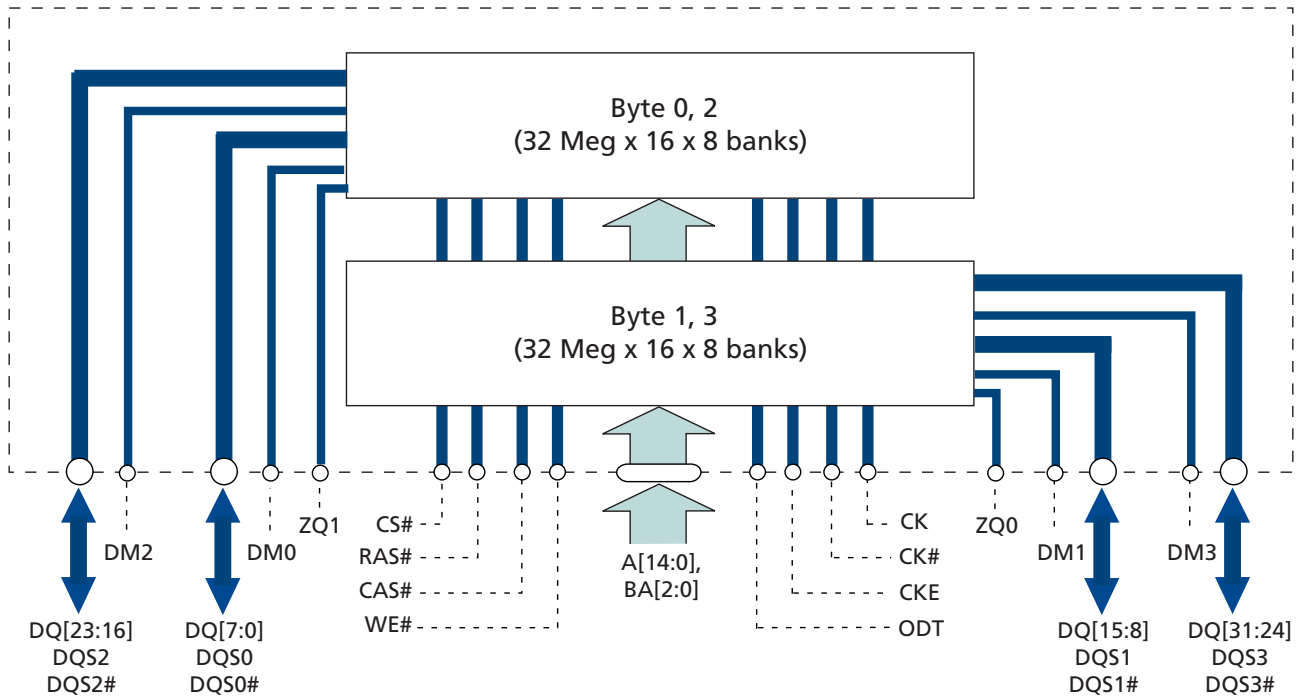 Byte 0, 2
(32 Meg x 16 x 8 banks)
Byte 1, 3
(32 Meg x 16 x 8 banks)
DM2
DM0
ZQ1
CS#
RAS#
CAS#
WE#
A[14:0],
BA[2:0]
CK
CK#
CKE
ODT
ZQ0
DM1
DM3
DQ[23:16]
DQS2
DQS2#
DQ[7:0]
DQS0
DQS0#
DQ[15:8]
DQS1
DQS1#
DQ[31:24]
DQS3
DQS3#